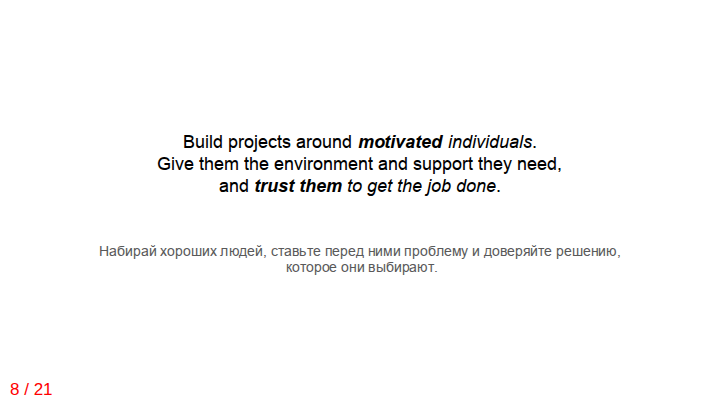 Build projects around motivated individuals.
Give them the environment and support they need,
and trust them to get the job done.
Набирай хороших людей, ставьте перед ними проблему и доверяйте решению,
которое они выбирают.
8 / 21